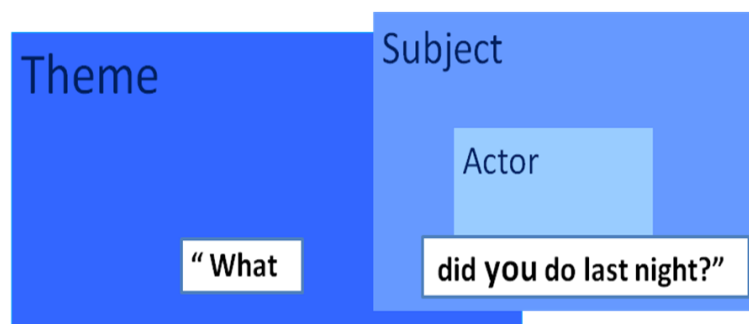 Theme
Subject
Actor
“ What
did you do last night?”